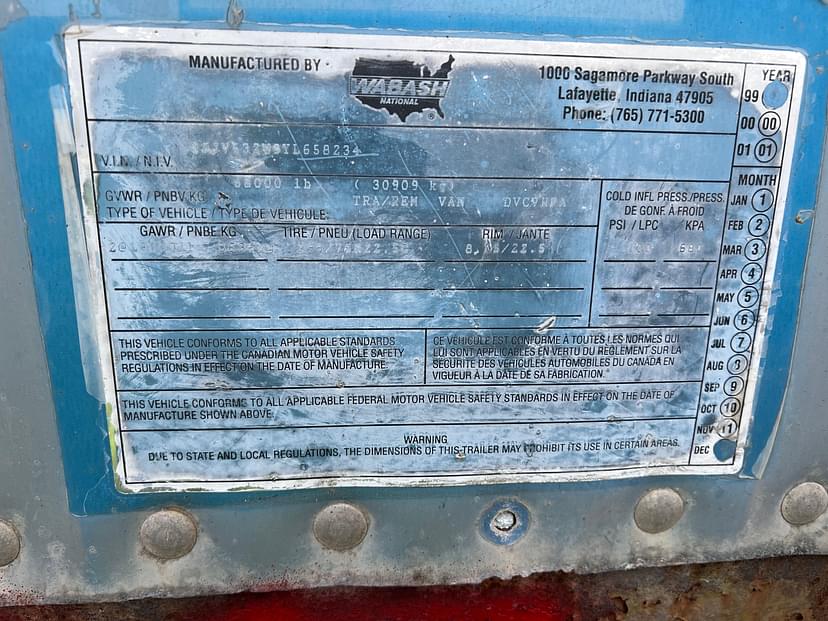 MANUFACTURED BY
WABASH
NATIONAL
®
1000 Sagamore Parkway South
Lafayette, Indiana 47905
Phone: (765) 771-5300
V.I.N. / N.I.V.
GVWR / PNBV KG
68000 lb ( 30909 kg)
TYPE OF VEHICLE / TYPE DE VEHICULE:
TRA/REM VAN DVCVHPA
GAWR / PNBE KG
TIRE / PNEU (LOAD RANGE)
RIM / JANTE
COLD INFL PRESS./PRESS.
DE GONF. À FROID
PSI / LPC KPA
THIS VEHICLE CONFORMS TO ALL APPLICABLE STANDARDS
PRESCRIBED UNDER THE CANADIAN MOTOR VEHICLE SAFETY
REGULATIONS IN EFFECT ON THE DATE OF MANUFACTURE.
CE VÉHICULE EST CONFORME À TOUTES LES NORMES QUI
LUI SONT APPLICABLES EN VERTU DU RÈGLEMENT SUR LA
SÉCURITÉ DES VÉHICULES AUTOMOBILES DU CANADA EN
VIGUEUR À LA DATE DE SA FABRICATION.
THIS VEHICLE CONFORMS TO ALL APPLICABLE FEDERAL MOTOR VEHICLE SAFETY STANDARDS IN EFFECT ON THE DATE OF
MANUFACTURE SHOWN ABOVE.
WARNING
DUE TO STATE AND LOCAL REGULATIONS, THE DIMENSIONS OF THIS TRAILER MAY PROHIBIT ITS USE IN CERTAIN AREAS.
YEAR
99
00 00
01 01
MONTH
JAN 1
FEB 2
MAR 3
APR 4
MAY 5
JUN 6
JUL 7
AUG 8
SEP 9
OCT 10
NOV 11
DEC